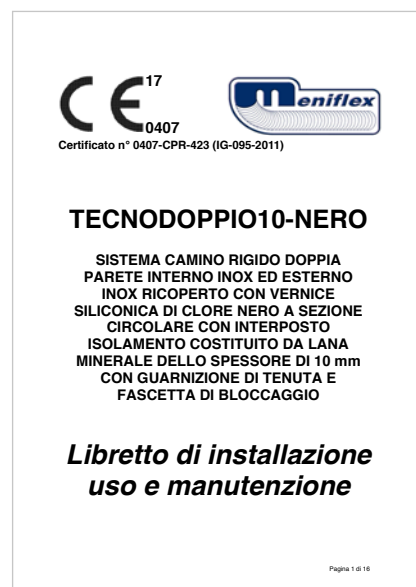 CE 17
0407
meniflex
Certificato n° 0407-CPR-423 (IG-095-2011)
TECNODOPPIO10-NERO
SISTEMA CAMINO RIGIDO DOPPIA
PARETE INTERNO INOX ED ESTERNO
INOX RICOPERTO CON VERNICE
SILICONICA DI CLORE NERO A SEZIONE
CIRCOLARE CON INTERPOSTO
ISOLAMENTO COSTITUITO DA LANA
MINERALE DELLO SPESSORE DI 10 mm
CON GUARNIZIONE DI TENUTA E
FASCETTA DI BLOCCAGGIO
Libretto di installazione
uso e manutenzione
Pagina 1 di 16